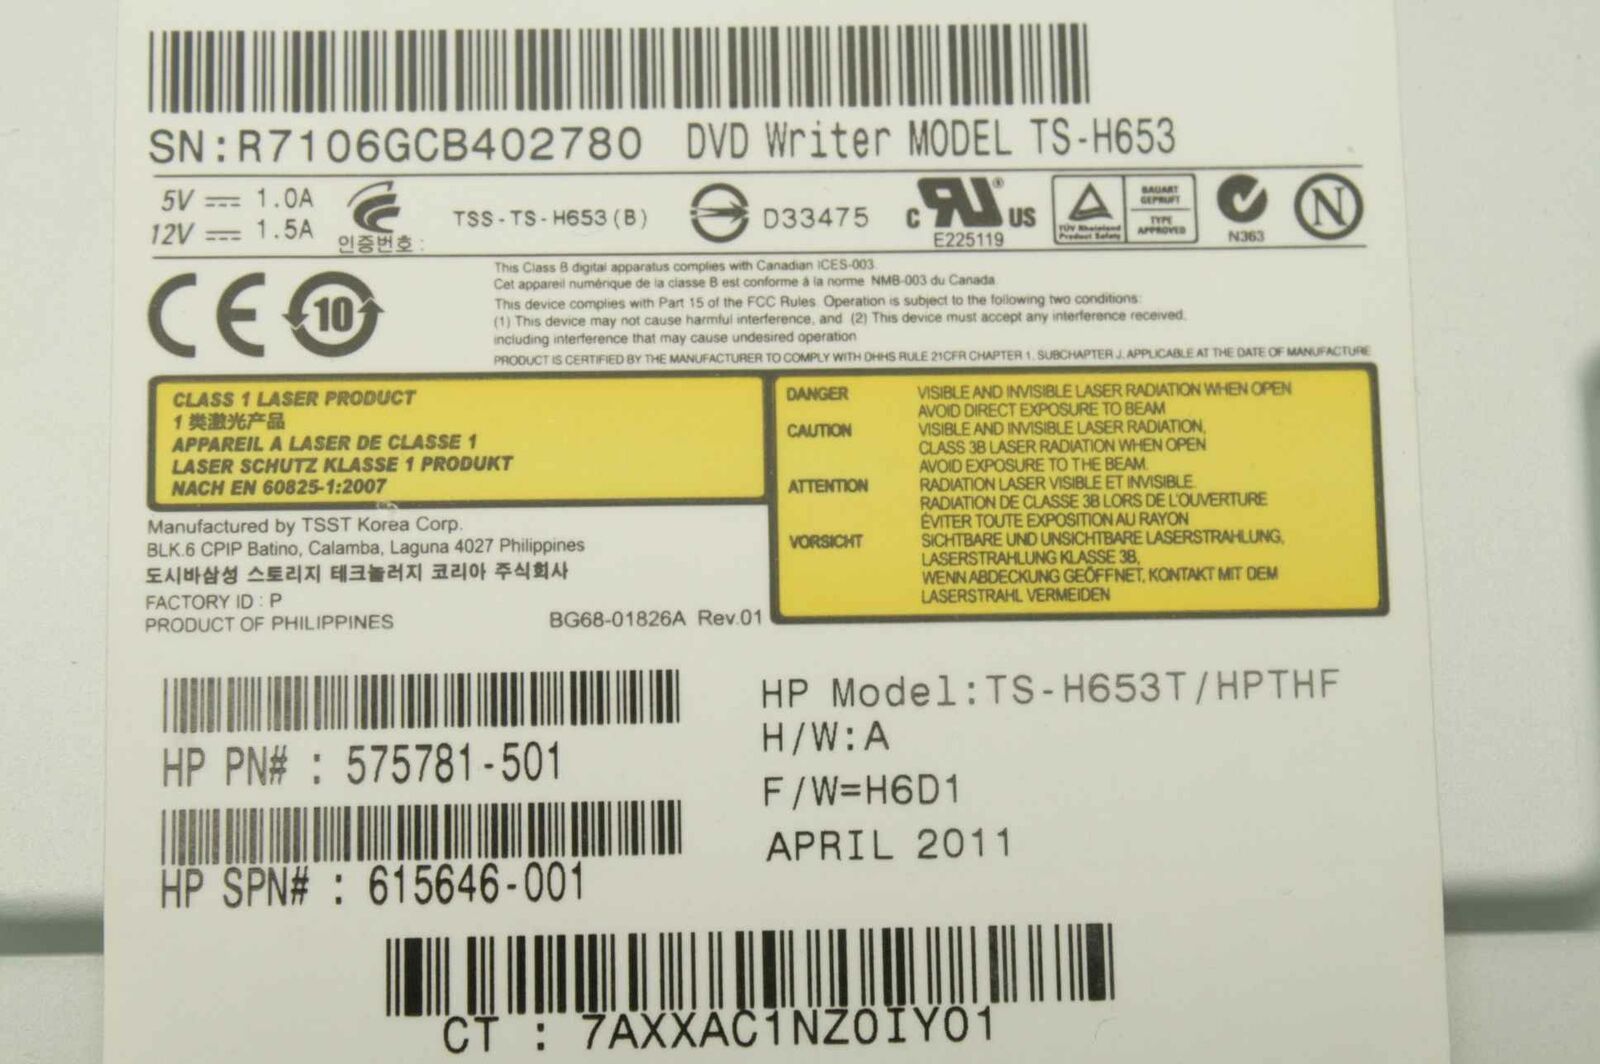 SN:R7106GCB402780 DVD Writer MODEL TS-H653
5V 1.0A
12V 1.5A
인증번호 :
TSS-TS-H653(B)
D33475
c RU US
E225119
TÜV Rheinland
Product Safety
BAUART
GEPRÜFT
TYPE
APPROVED
N363
N
CE 10
This Class B digital apparatus complies with Canadian ICES-003.
Cet appareil numérique de la classe B est conforme à la norme NMB-003 du Canada.
This device complies with Part 15 of the FCC Rules. Operation is subject to the following two conditions:
(1) This device may not cause harmful interference, and (2) This device must accept any interference received,
including interference that may cause undesired operation
PRODUCT IS CERTIFIED BY THE MANUFACTURER TO COMPLY WITH DHHS RULE 21CFR CHAPTER 1, SUBCHAPTER J, APPLICABLE AT THE DATE OF MANUFACTURE
CLASS 1 LASER PRODUCT
1 类激光产品
APPAREIL A LASER DE CLASSE 1
LASER SCHUTZ KLASSE 1 PRODUKT
NACH EN 60825-1:2007
DANGER VISIBLE AND INVISIBLE LASER RADIATION WHEN OPEN
AVOID DIRECT EXPOSURE TO BEAM
CAUTION VISIBLE AND INVISIBLE LASER RADIATION,
CLASS 3B LASER RADIATION WHEN OPEN
AVOID EXPOSURE TO THE BEAM.
ATTENTION RADIATION LASER VISIBLE ET INVISIBLE.
RADIATION DE CLASSE 3B LORS DE L'OUVERTURE
ÉVITER TOUTE EXPOSITION AU RAYON
VORSICHT SICHTBARE UND UNSICHTBARE LASERSTRAHLUNG,
LASERSTRAHLUNG KLASSE 3B,
WENN ABDECKUNG GEÖFFNET, KONTAKT MIT DEM
LASERSTRAHL VERMEIDEN
Manufactured by TSST Korea Corp.
BLK.6 CPIP Batino, Calamba, Laguna 4027 Philippines
도시바삼성 스토리지 테크놀러지 코리아 주식회사
FACTORY ID : P
PRODUCT OF PHILIPPINES BG68-01826A Rev.01
HP PN# : 575781-501
HP SPN# : 615646-001
HP Model:TS-H653T/HPTHF
H/W:A
F/W=H6D1
APRIL 2011
CT : 7AXXAC1NZ0IY01